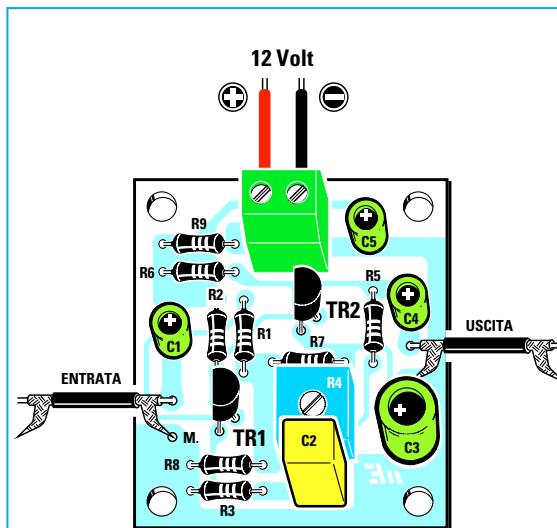 12 Volt
+ −
R9
C5
R6
R5
R2
C4
TR2
R1
C1
R7
USCITA
ENTRATA
R4
C3
M.
TR1
C2
R8
R3